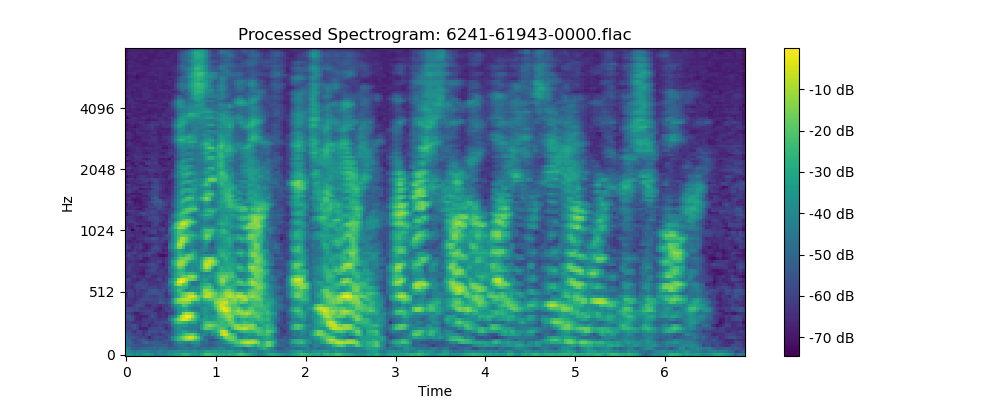 Processed Spectrogram: 6241-61943-0000.flac
Hz
4096
2048
1024
512
0
0 1 2 3 4 5 6
Time
-10 dB
-20 dB
-30 dB
-40 dB
-50 dB
-60 dB
-70 dB